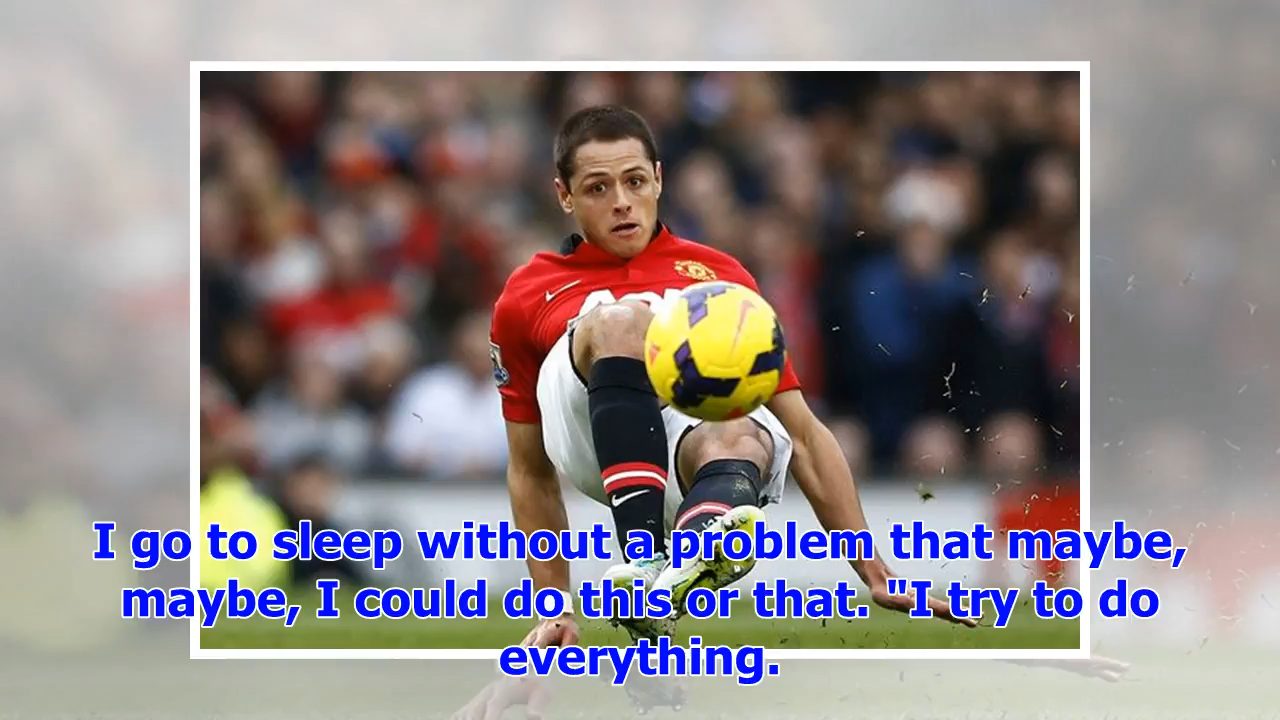 I go to sleep without a problem that maybe,
maybe, I could do this or that. "I try to do
everything.